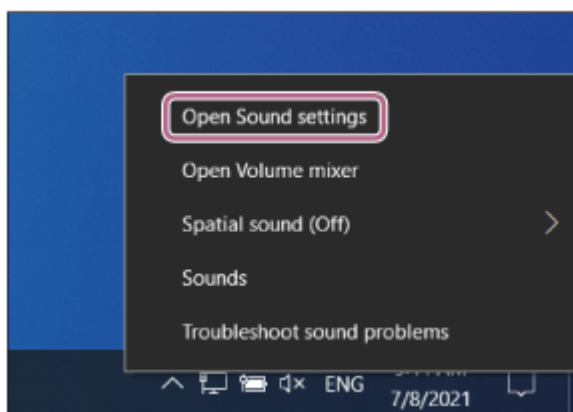 Open Sound settings
Open Volume mixer
Spatial sound (Off)
Sounds
Troubleshoot sound problems
ENG
7/8/2021